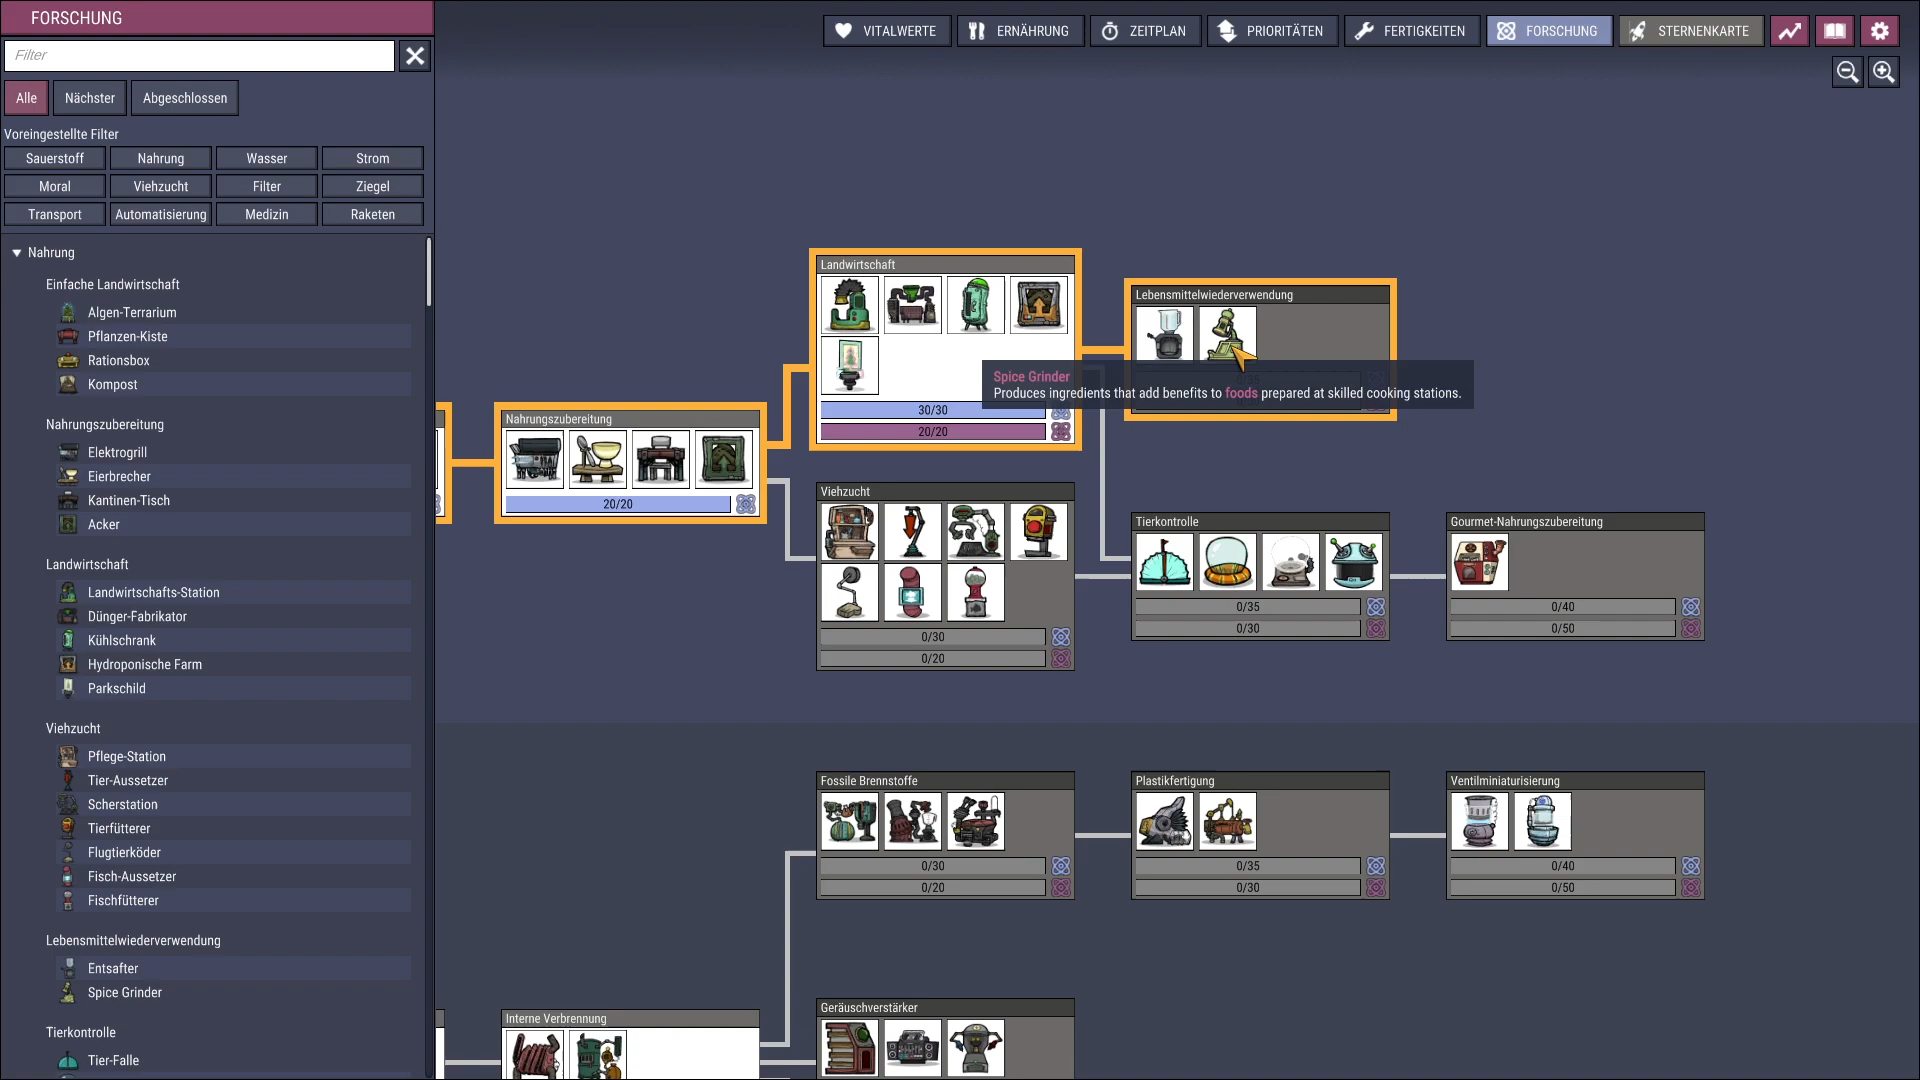 FORSCHUNG
Filter
Alle
Nächster
Abgeschlossen
Voreingestellte Filter
Sauerstoff
Nahrung
Wasser
Strom
Moral
Viehzucht
Filter
Ziegel
Transport
Automatisierung
Medizin
Raketen
Nahrung
Einfache Landwirtschaft
Algen-Terrarium
Pflanzen-Kiste
Rationsbox
Kompost
Nahrungszubereitung
Elektrogrill
Eierbrecher
Kantinen-Tisch
Acker
Landwirtschaft
Landwirtschafts-Station
Dünger-Fabrikator
Kühlschrank
Hydroponische Farm
Parkschild
Viehzucht
Pflege-Station
Tier-Aussetzer
Scherstation
Tierfütterer
Flugtierköder
Fisch-Aussetzer
Fischfütterer
Lebensmittelwiederverwendung
Entsafter
Spice Grinder
Tierkontrolle
Tier-Falle
VITALWERTE
ERNÄHRUNG
ZEITPLAN
PRIORITÄTEN
FERTIGKEITEN
FORSCHUNG
STERNENKARTE
Landwirtschaft
30/30
20/20
Lebensmittelwiederverwendung
Spice Grinder
Produces ingredients that add benefits to foods prepared at skilled cooking stations.
Nahrungszubereitung
20/20
Viehzucht
0/30
0/20
Tierkontrolle
0/35
0/30
Gourmet-Nahrungszubereitung
0/40
0/50
Fossile Brennstoffe
0/30
0/20
Plastikfertigung
0/35
0/30
Ventilminiaturisierung
0/40
0/50
Interne Verbrennung
Geräuschverstärker